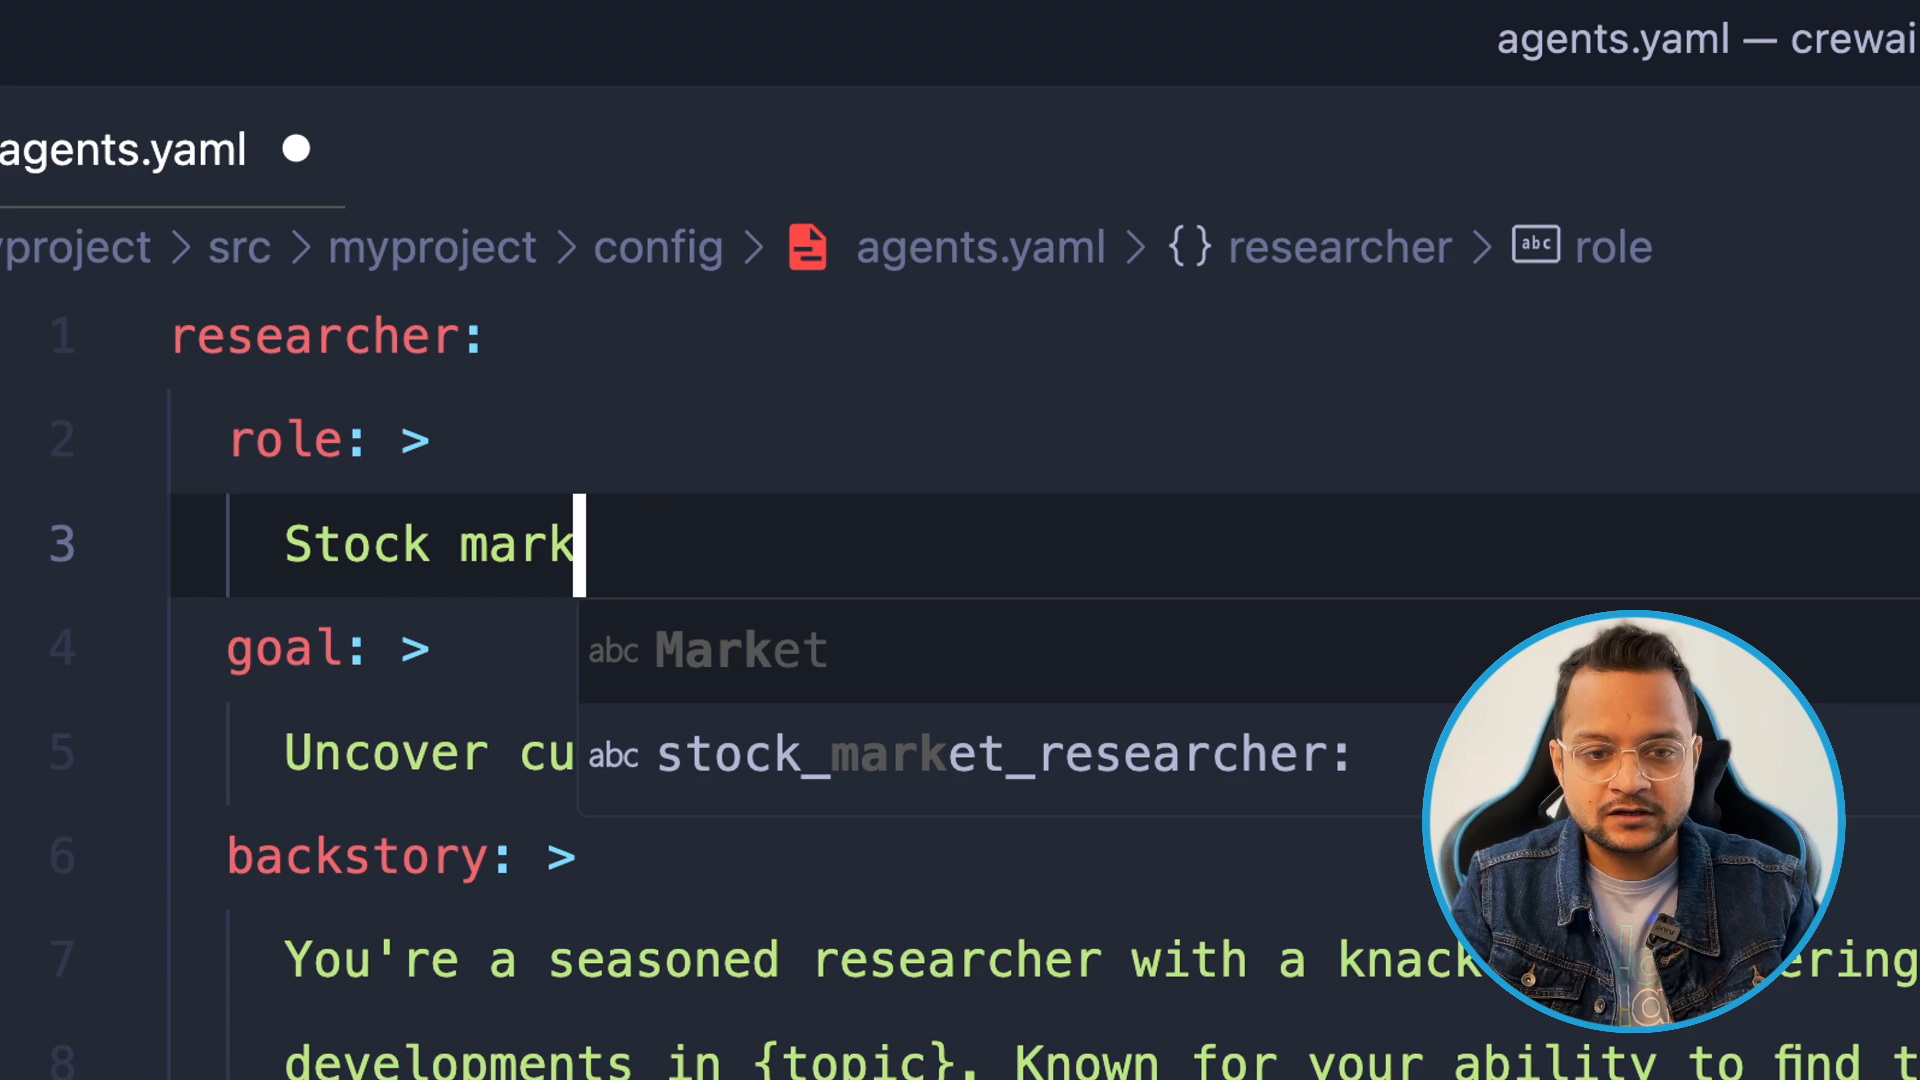 agents.yaml — crewai
agents.yaml
yproject > src > myproject > config > agents.yaml > {} researcher > abc role
1 researcher:
2 role: >
3 Stock mark
abc Market
4 goal: >
abc stock_market_researcher:
5 Uncover cu
6 backstory: >
7 You're a seasoned researcher with a knack ering
8 developments in {topic}. Known for your ability to find t